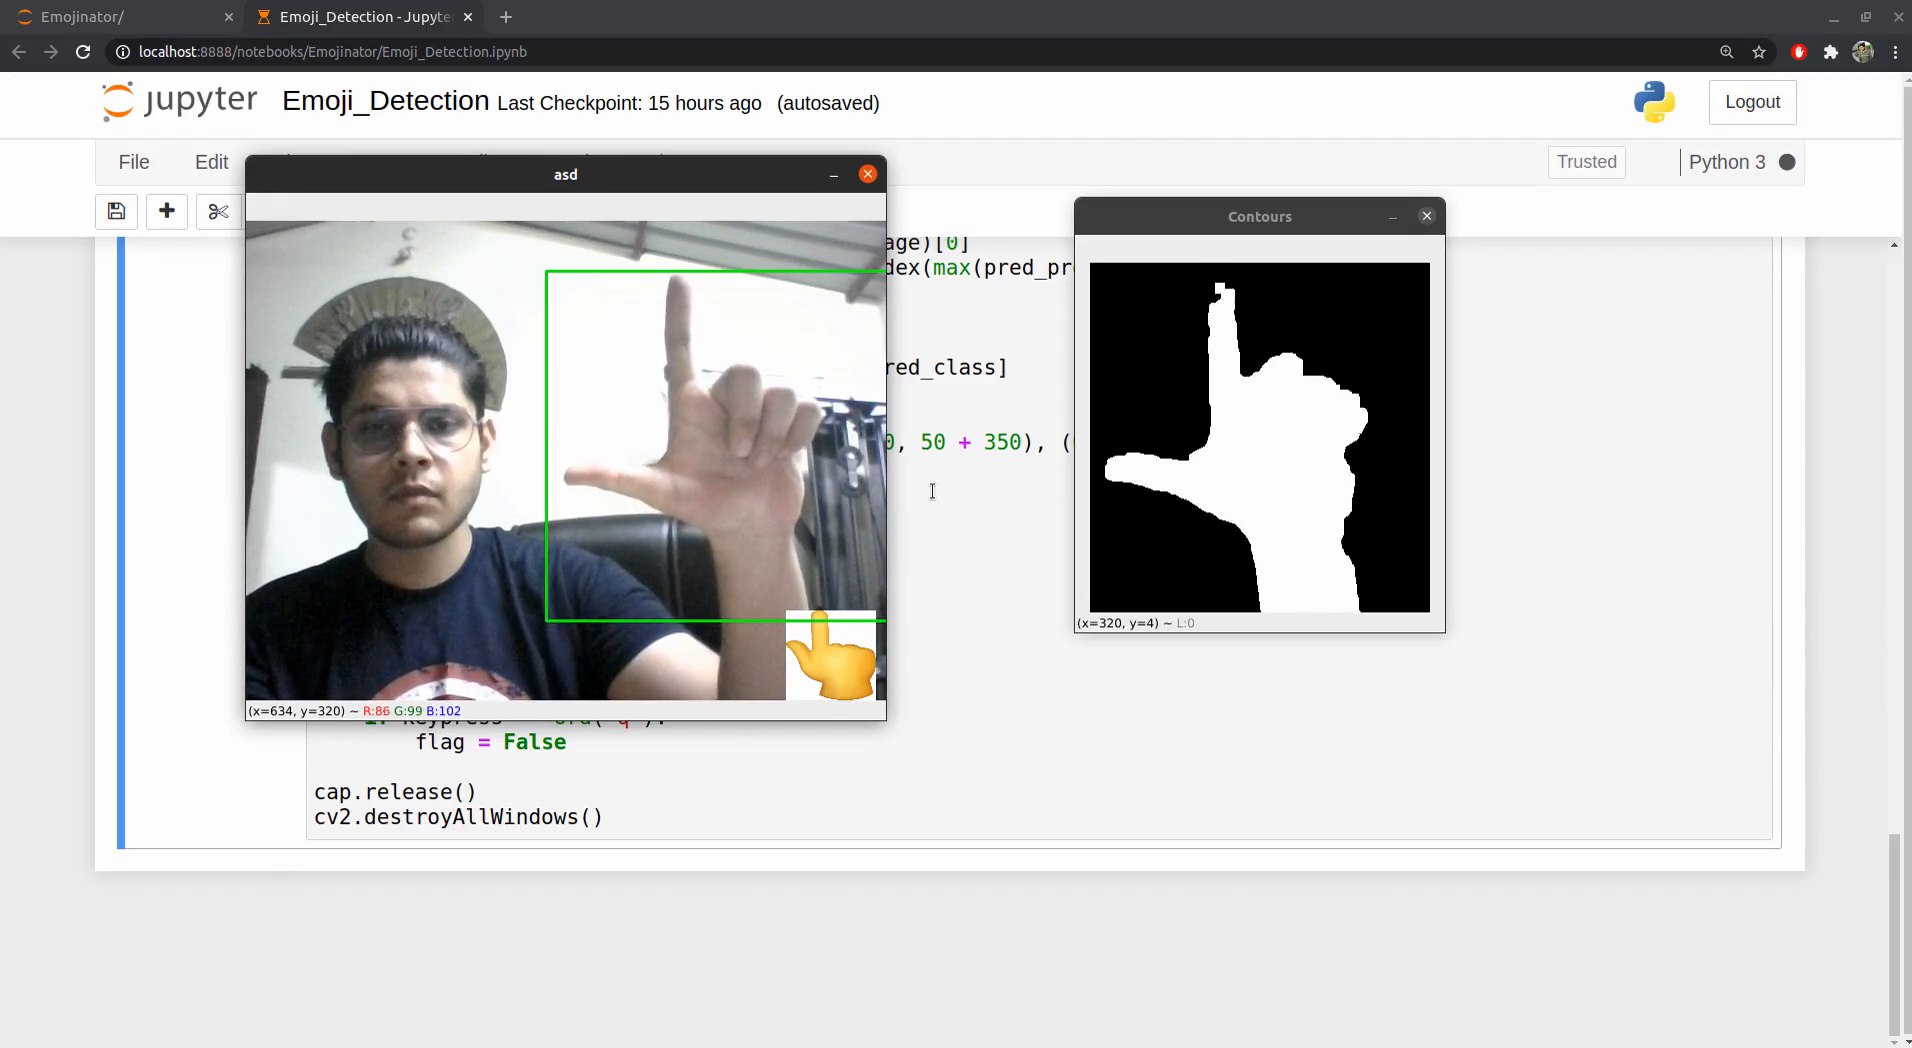 Emojinator/
Emoji_Detection - Jupyte
localhost:8888/notebooks/Emojinator/Emoji_Detection.ipynb
jupyter
Emoji_Detection Last Checkpoint: 15 hours ago (autosaved)
Logout
File Edit
Trusted
Python 3
asd
Contours
age)[0]
dex(max(pred_pr
red_class]
0, 50 + 350), (
(x=320, y=4) ~ L:0
(x=634, y=320) ~ R:86 G:99 B:102
flag = False
cap.release()
cv2.destroyAllWindows()